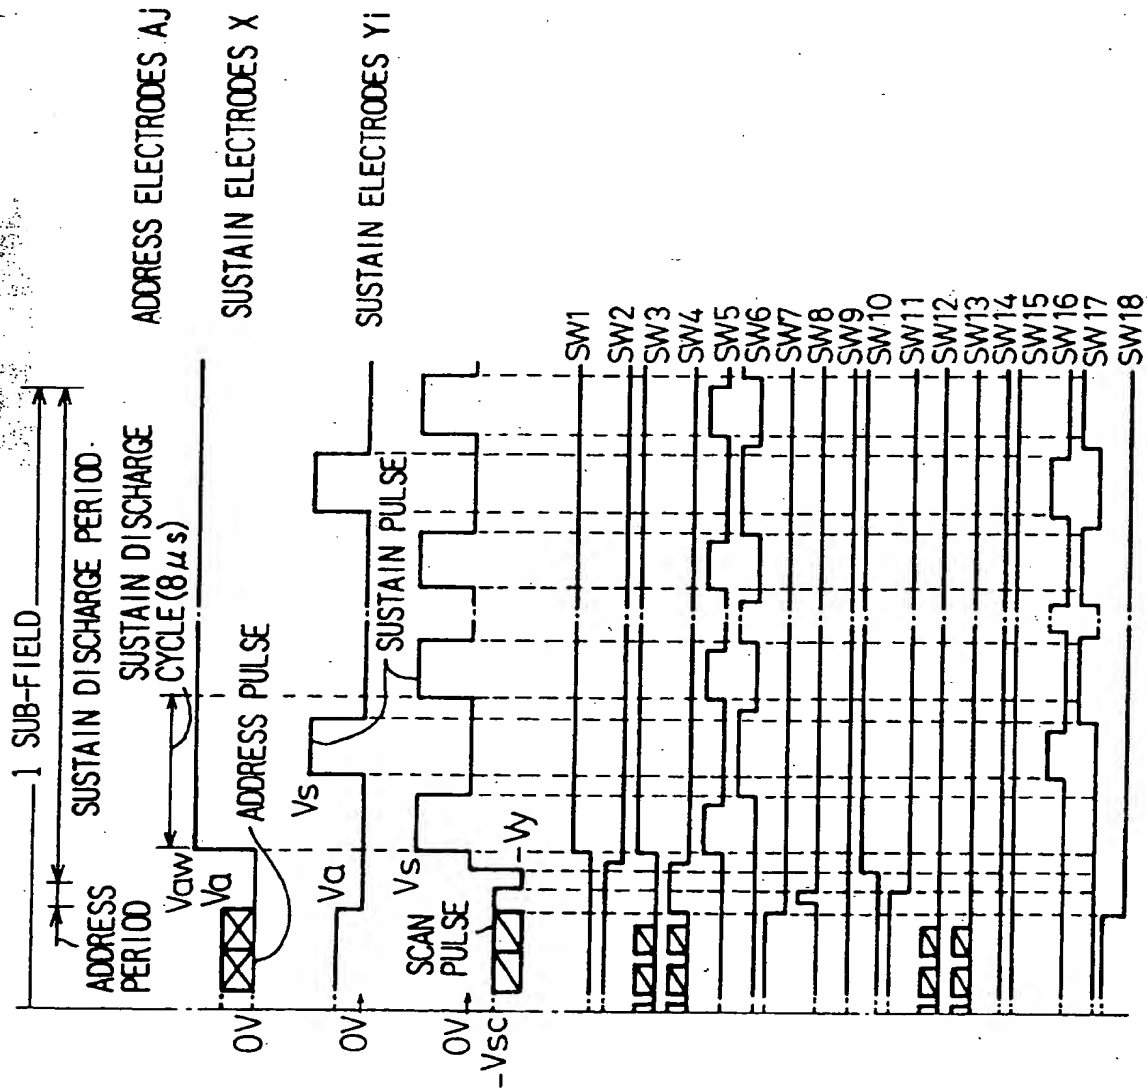 1 SUB-FIELD
ADDRESS
PERIOD
SUSTAIN DISCHARGE PERIOD
SUSTAIN DISCHARGE
CYCLE(8μs)
ADDRESS ELECTRODES Aj
Vaw
Va
0V
ADDRESS PULSE
SUSTAIN ELECTRODES X
Vs
Va
0V
SUSTAIN PULSE
SUSTAIN ELECTRODES Yi
Vs
0V
SCAN
PULSE
-Vsc
-Vy
SW1
SW2
SW3
SW4
SW5
SW6
SW7
SW8
SW9
SW10
SW11
SW12
SW13
SW14
SW15
SW16
SW17
SW18